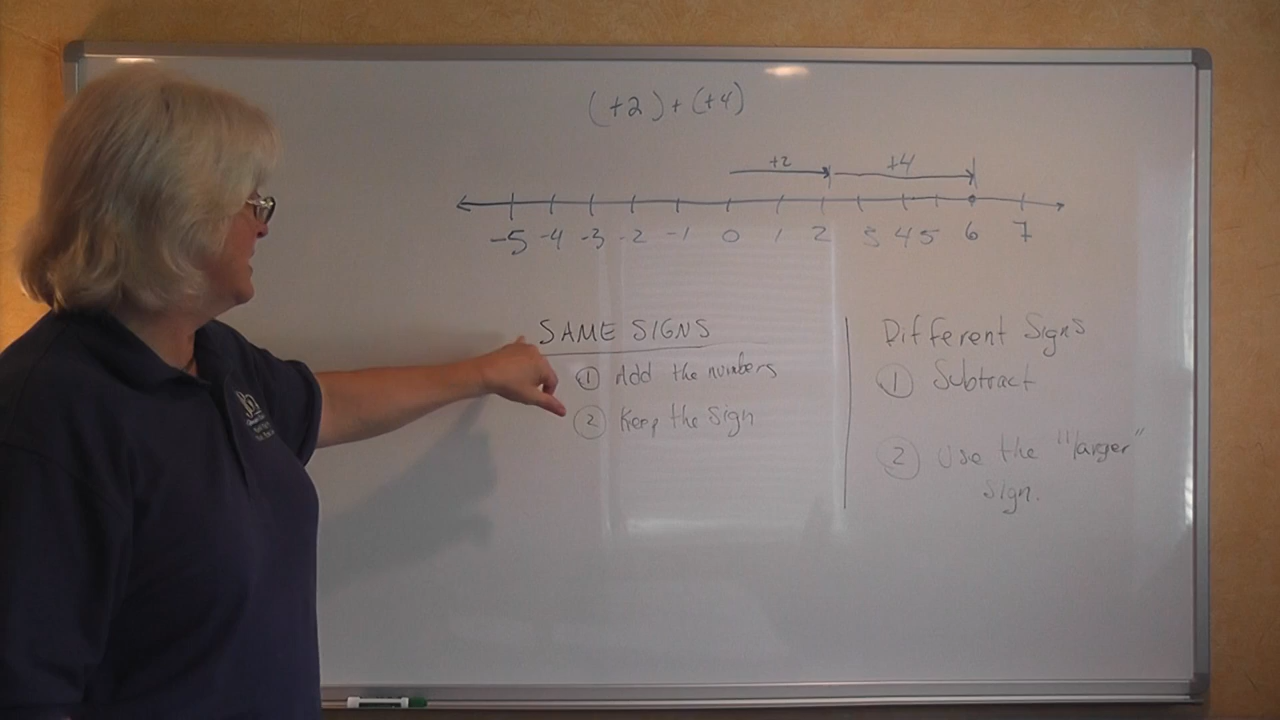 (+2)+(+4)
+2 +4
-5 -4 -3 -2 -1 0 1 2 3 4 5 6 7
SAME SIGNS
1 Add the numbers
2 Keep the sign
Different Signs
1 Subtract
2 Use the "larger"
sign.